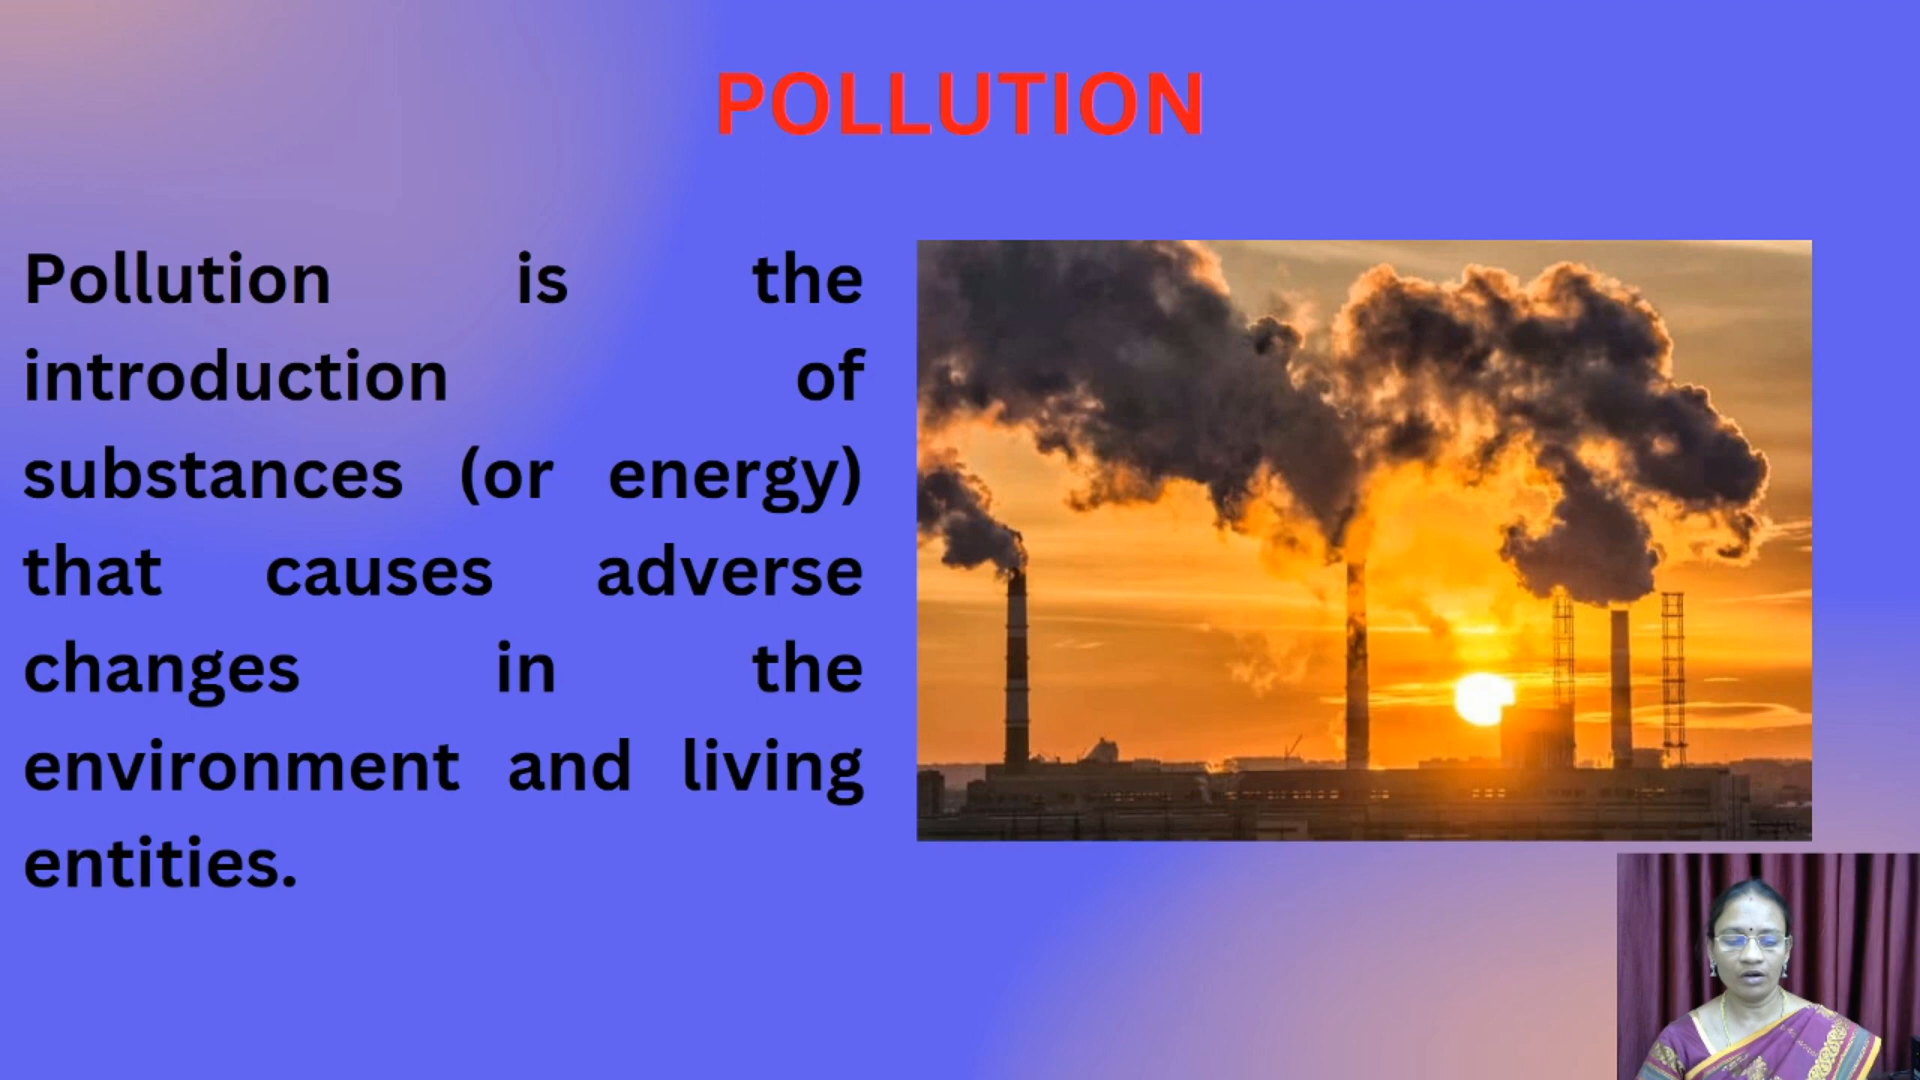 POLLUTION
Pollution is the
introduction of
substances (or energy)
that causes adverse
changes in the
environment and living
entities.